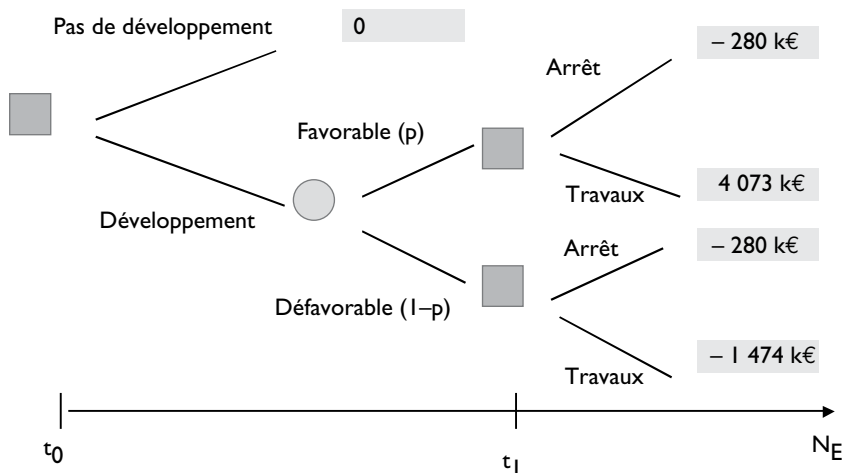 Pas de développement
0
– 280 k€
Arrêt
Favorable (p)
4 073 k€
Travaux
Développement
Arrêt
– 280 k€
Défavorable (1–p)
– 1 474 k€
Travaux
t0
t1
NE